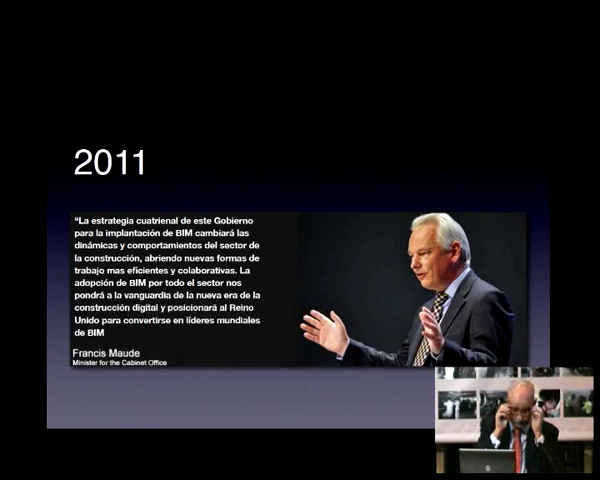 2011
“La estrategia cuatrienal de este Gobierno
para la implantación de BIM cambiará las
dinámicas y comportamientos del sector de
la construcción, abriendo nuevas formas de
trabajo mas eficientes y colaborativas. La
adopción de BIM por todo el sector nos
pondrá a la vanguardia de la nueva era de la
construcción digital y posicionará al Reino
Unido para convertirse en líderes mundiales
de BIM
Francis Maude
Minister for the Cabinet Office